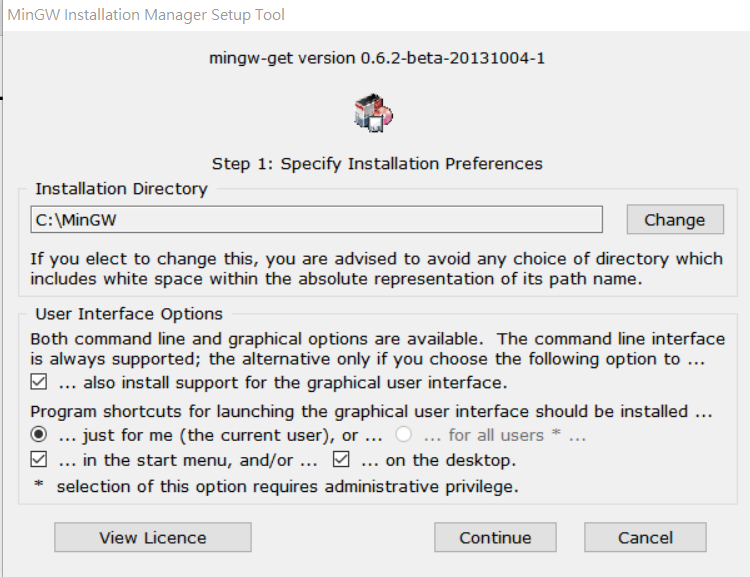 MinGW Installation Manager Setup Tool
mingw-get version 0.6.2-beta-20131004-1
Step 1: Specify Installation Preferences
Installation Directory
C:\MinGW
Change
If you elect to change this, you are advised to avoid any choice of directory which
includes white space within the absolute representation of its path name.
User Interface Options
Both command line and graphical options are available.  The command line interface
is always supported; the alternative only if you choose the following option to ...
... also install support for the graphical user interface.
Program shortcuts for launching the graphical user interface should be installed ...
... just for me (the current user), or ... ... for all users * ...
... in the start menu, and/or ... ... on the desktop.
* selection of this option requires administrative privilege.
View Licence Continue Cancel